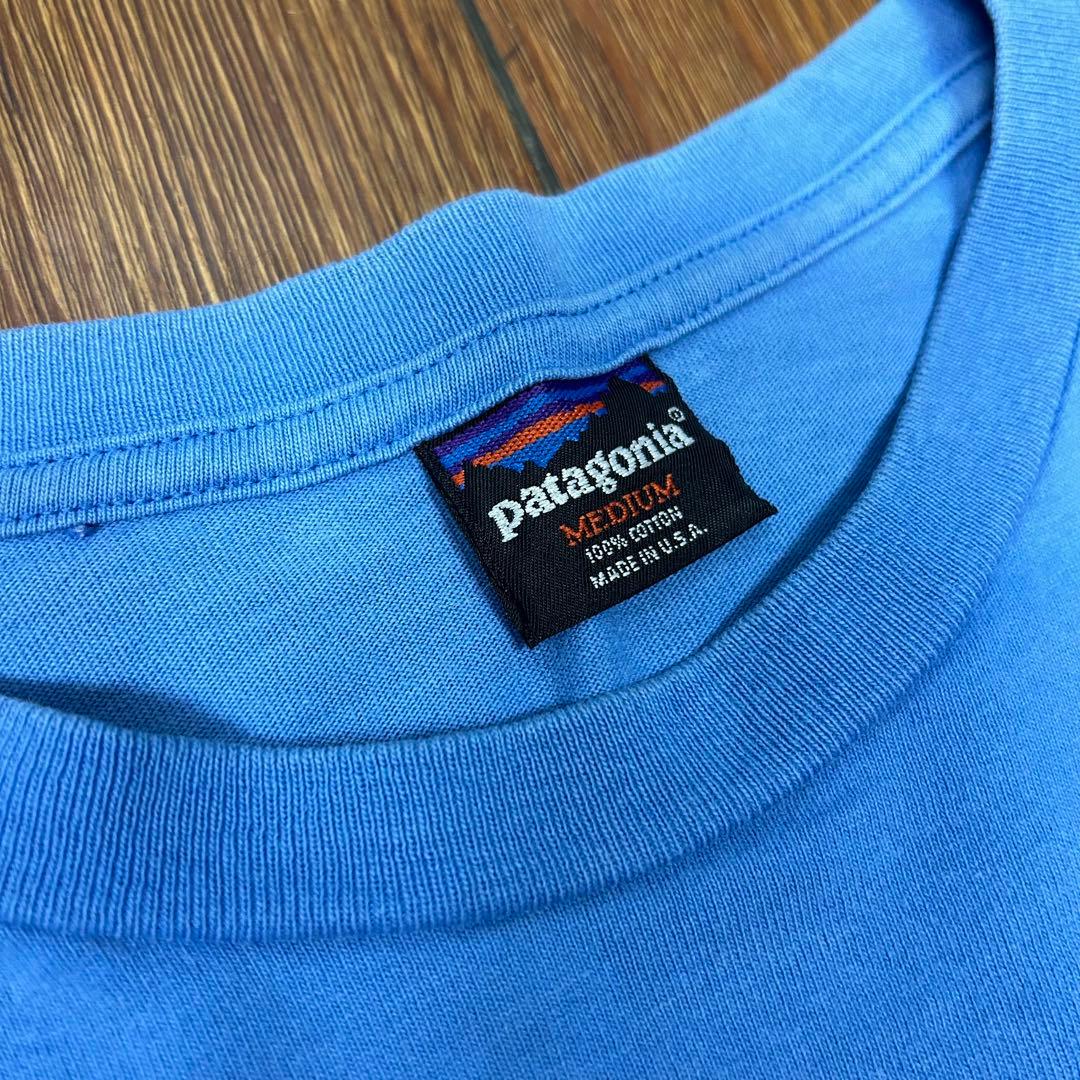 patagonia®
MEDIUM
100% COTTON
MADE IN U.S.A.